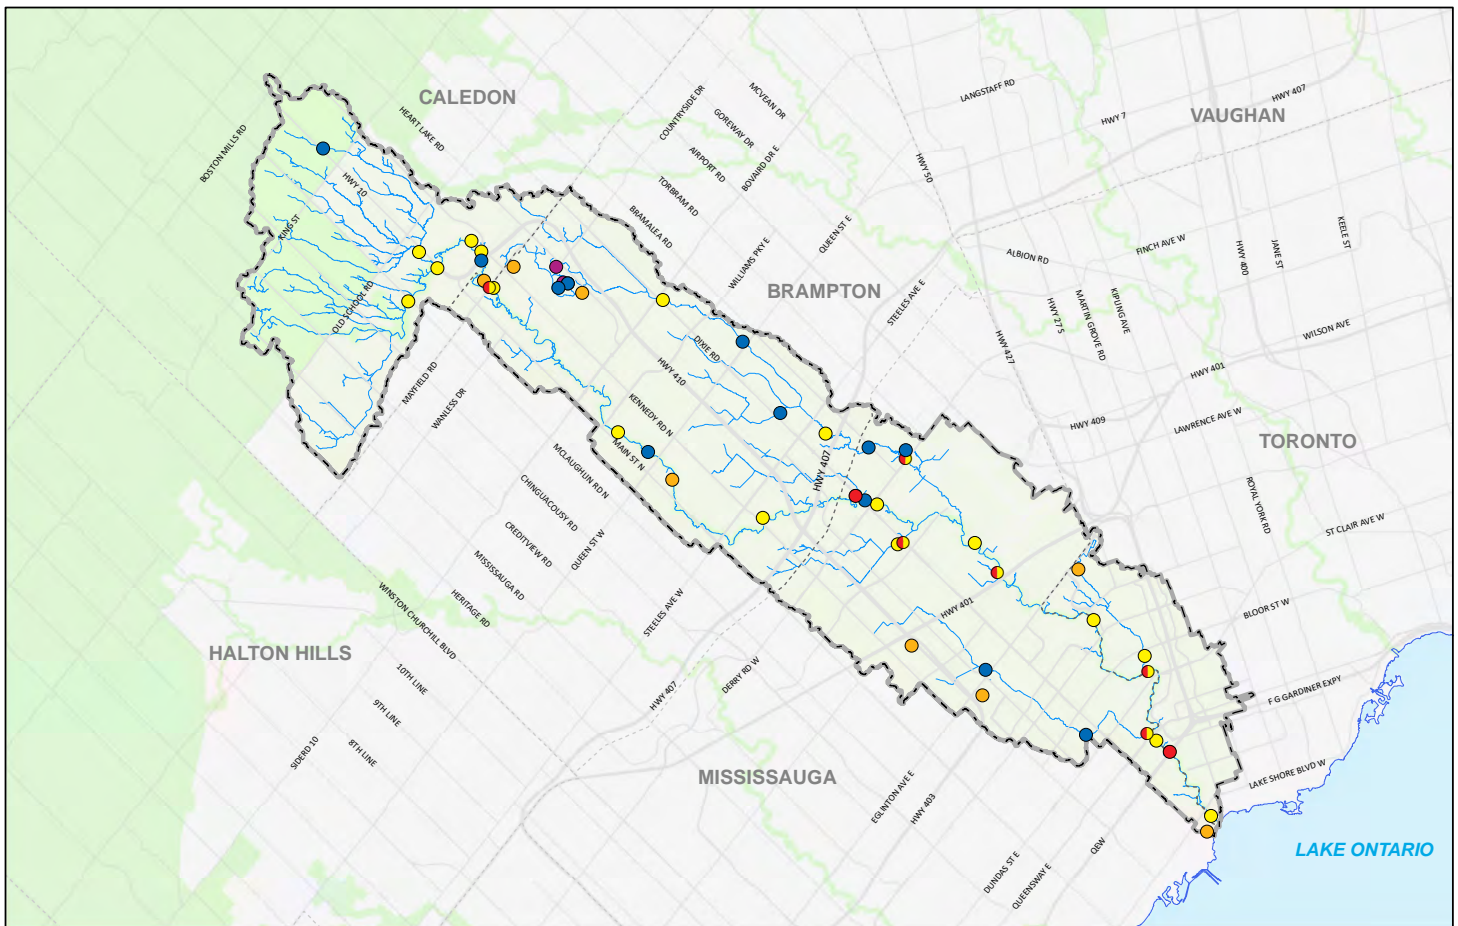 CALEDON
VAUGHAN
BRAMPTON
TORONTO
HALTON HILLS
MISSISSAUGA
LAKE ONTARIO
BOSTON MILLS RD
HEART LAKE RD
HWY 10
KING ST
OLD SCHOOL RD
MAYFIELD RD
WANLESS DR
COUNTRYSIDE DR
MCVEAN DR
GOREWAY DR
AIRPORT RD
BOVAIRD DR E
TORBRAM RD
BRAMALEA RD
WILLIAMS PKY E
QUEEN ST E
STEELES AVE E
HWY 50
LANGSTAFF RD
HWY 7
HWY 407
ALBION RD
FINCH AVE W
HWY 400
JANE ST
KEELE ST
HWY 27 S
MARTIN GROVE RD
KIPLING AVE
WILSON AVE
HWY 401
HWY 427
HWY 409
LAWRENCE AVE W
ROYAL YORK RD
ST CLAIR AVE W
BLOOR ST W
F G GARDINER EXPY
LAKE SHORE BLVD W
DIXIE RD
HWY 410
KENNEDY RD N
MAIN ST N
HWY 407
MCLAUGHLIN RD N
CHINGUACOUSY RD
CREDITVIEW RD
QUEEN ST W
MISSISSAUGA RD
HERITAGE RD
WINSTON CHURCHILL BLVD
STEELES AVE W
10TH LINE
9TH LINE
8TH LINE
SIDERD 10
HWY 407
DERRY RD W
HWY 401
EGLINTON AVE E
HWY 403
DUNDAS ST E
QUEENSWAY E
QEW